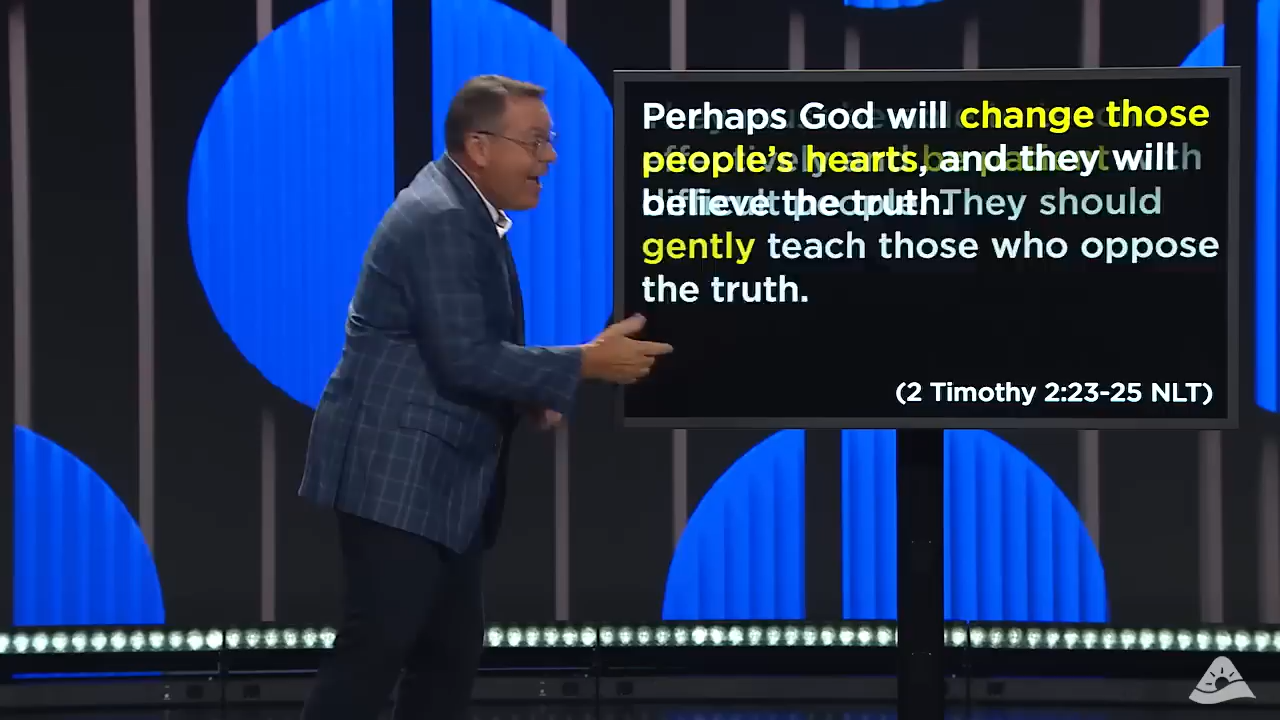 Perhaps God will change those
people's hearts, and they will
believe the truth. They should
gently teach those who oppose
the truth.
(2 Timothy 2:23-25 NLT)